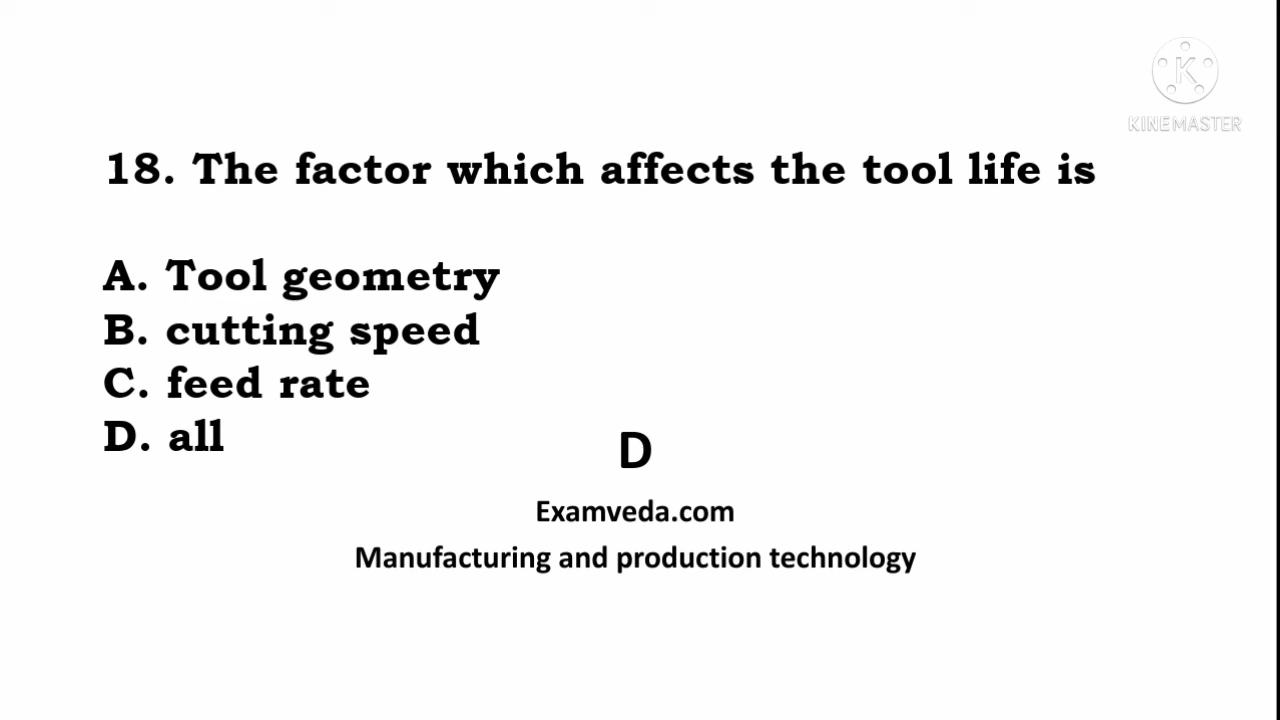 K
KINEMASTER
18. The factor which affects the tool life is
A. Tool geometry
B. cutting speed
C. feed rate
D. all
D
Examveda.com
Manufacturing and production technology